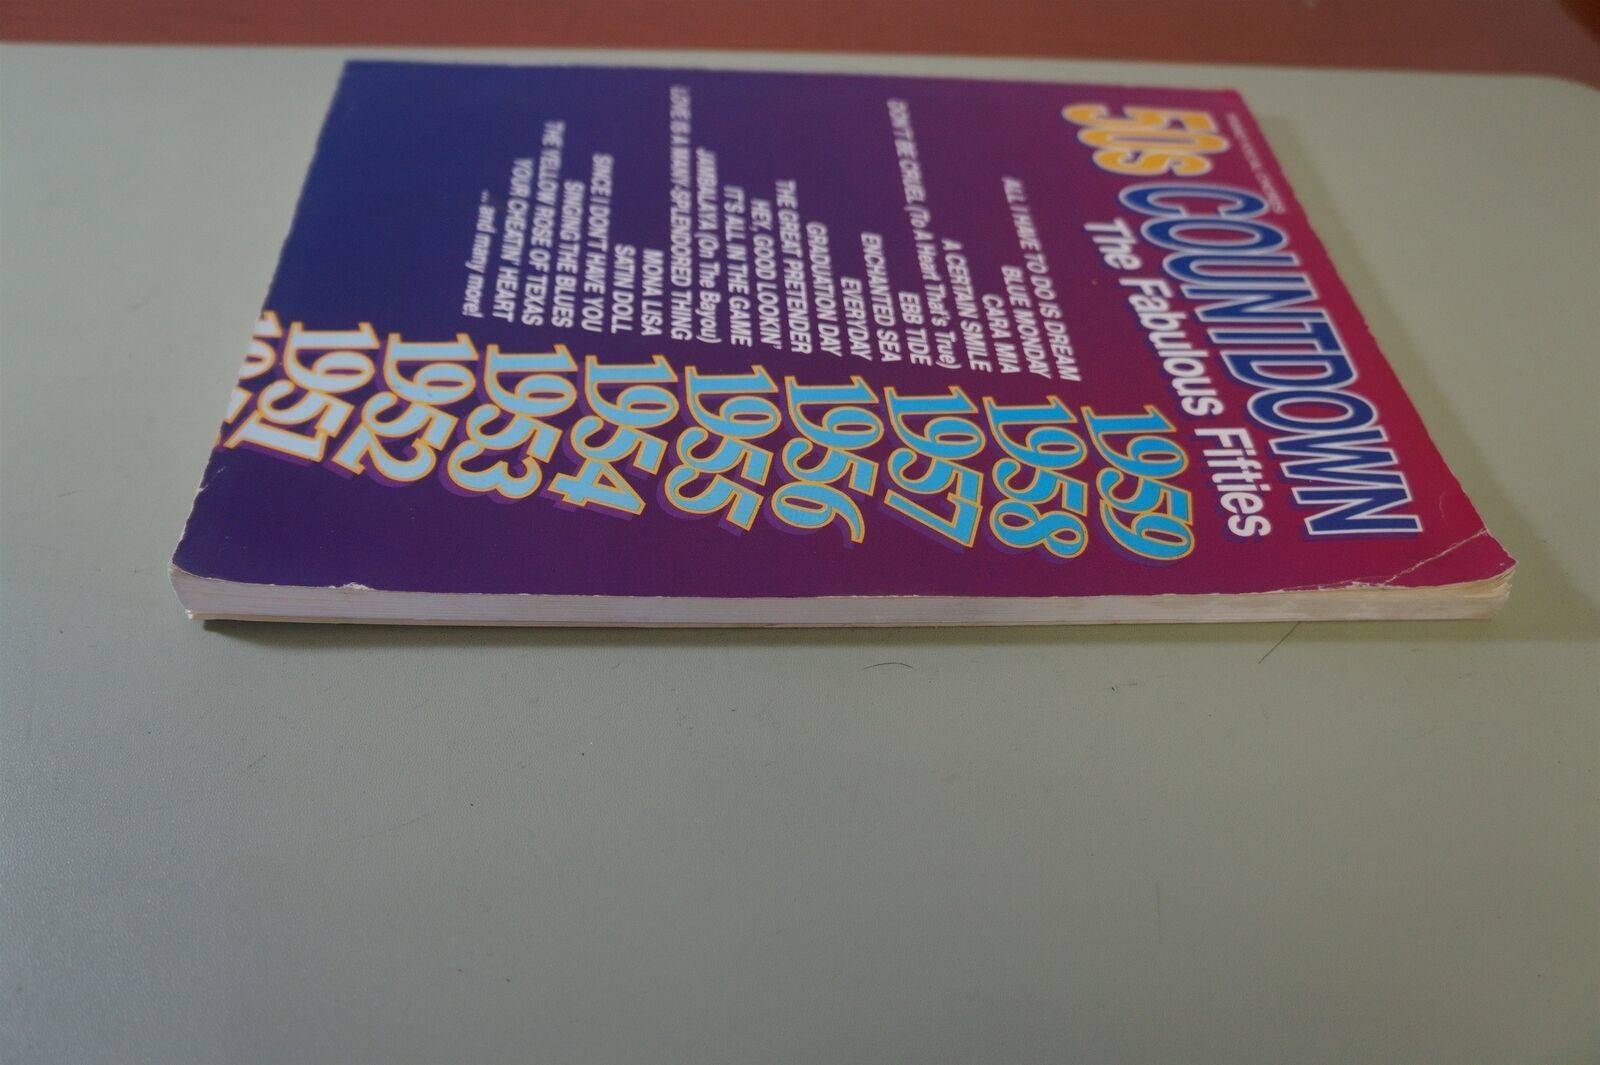 50s COUNTDOWN
The Fabulous Fifties
ALL I HAVE TO DO IS DREAM
BLUE MONDAY
CARA MIA
A CERTAIN SMILE
DON'T BE CRUEL (To A Heart That's True)
EBB TIDE
ENCHANTED SEA
EVERYDAY
GRADUATION DAY
THE GREAT PRETENDER
HEY, GOOD LOOKIN'
IT'S ALL IN THE GAME
JAMBALAYA (On The Bayou)
LOVE IS A MANY-SPLENDORED THING
MONA LISA
SATIN DOLL
SINCE I DON'T HAVE YOU
SINGING THE BLUES
THE YELLOW ROSE OF TEXAS
YOUR CHEATIN' HEART
... and many more!
1959
1958
1957
1956
1955
1954
1953
1952
1951